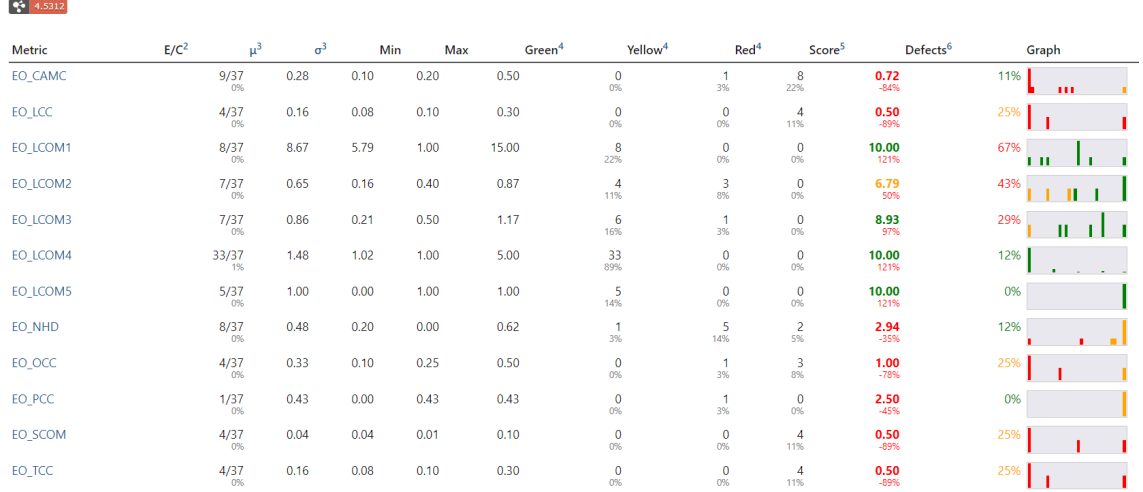 4.5312
Metric E/C2 μ3 σ3 Min Max Green4 Yellow4 Red4 Score5 Defects6 Graph
EO_CAMC 9/37 0.28 0.10 0.20 0.50 0 1 8 0.72 11%
0% 0% 3% 22% -84%
EO_LCC 4/37 0.16 0.08 0.10 0.30 0 0 4 0.50 25%
0% 0% 0% 11% -89%
EO_LCOM1 8/37 8.67 5.79 1.00 15.00 8 0 0 10.00 67%
0% 22% 0% 0% 121%
EO_LCOM2 7/37 0.65 0.16 0.40 0.87 4 3 0 6.79 43%
0% 11% 8% 0% 50%
EO_LCOM3 7/37 0.86 0.21 0.50 1.17 6 1 0 8.93 29%
0% 16% 3% 0% 97%
EO_LCOM4 33/37 1.48 1.02 1.00 5.00 33 0 0 10.00 12%
1% 89% 0% 0% 121%
EO_LCOM5 5/37 1.00 0.00 1.00 1.00 5 0 0 10.00 0%
0% 14% 0% 0% 121%
EO_NHD 8/37 0.48 0.20 0.00 0.62 1 5 2 2.94 12%
0% 3% 14% 5% -35%
EO_OCC 4/37 0.33 0.10 0.25 0.50 0 1 3 1.00 25%
0% 0% 3% 8% -78%
EO_PCC 1/37 0.43 0.00 0.43 0.43 0 1 0 2.50 0%
0% 0% 3% 0% -45%
EO_SCOM 4/37 0.04 0.04 0.01 0.10 0 0 4 0.50 25%
0% 0% 0% 11% -89%
EO_TCC 4/37 0.16 0.08 0.10 0.30 0 0 4 0.50 25%
0% 0% 0% 11% -89%